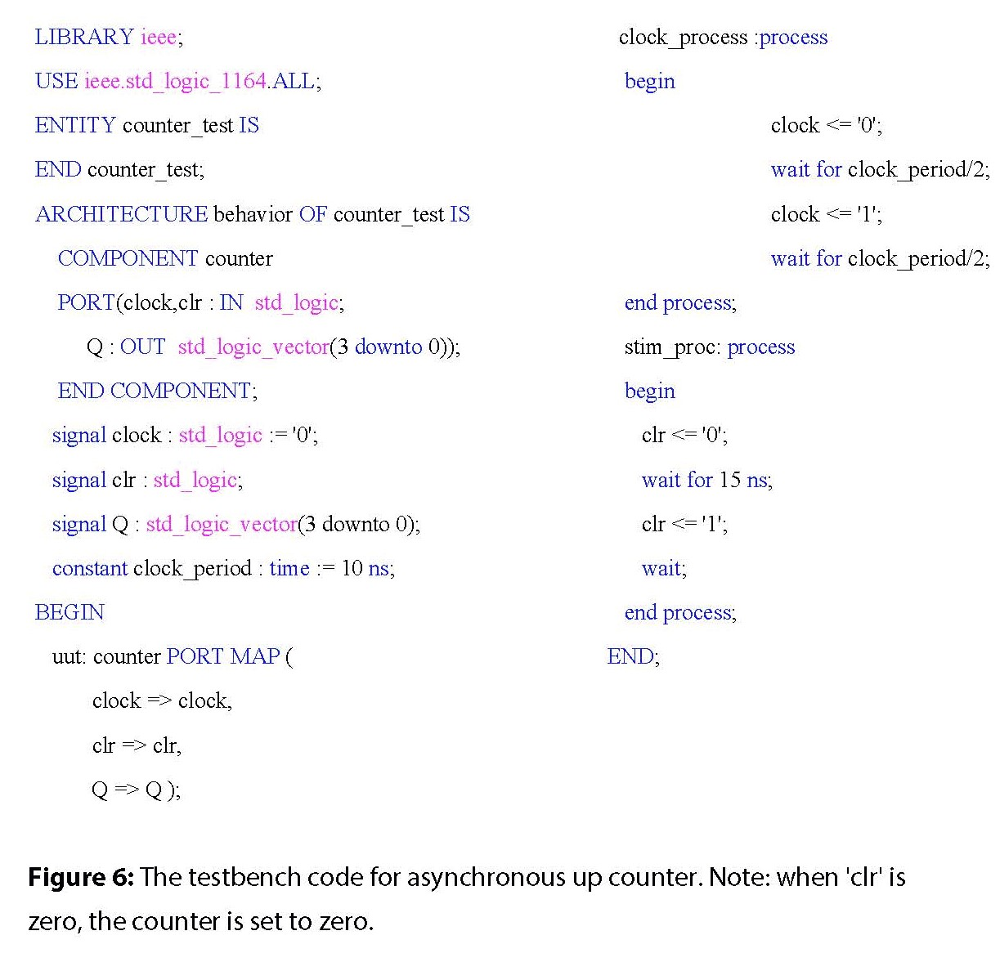 LIBRARY ieee;
USE ieee.std_logic_1164.ALL;
ENTITY counter_test IS
END counter_test;
ARCHITECTURE behavior OF counter_test IS
COMPONENT counter
PORT(clock,clr : IN std_logic;
Q : OUT std_logic_vector(3 downto 0));
END COMPONENT;
signal clock : std_logic := '0';
signal clr : std_logic;
signal Q : std_logic_vector(3 downto 0);
constant clock_period : time := 10 ns;
BEGIN
uut: counter PORT MAP (
clock => clock,
clr => clr,
Q => Q );
clock_process :process
begin
clock <= '0';
wait for clock_period/2;
clock <= '1';
wait for clock_period/2;
end process;
stim_proc: process
begin
clr <= '0';
wait for 15 ns;
clr <= '1';
wait;
end process;
END;
Figure 6: The testbench code for asynchronous up counter. Note: when 'clr' is
zero, the counter is set to zero.